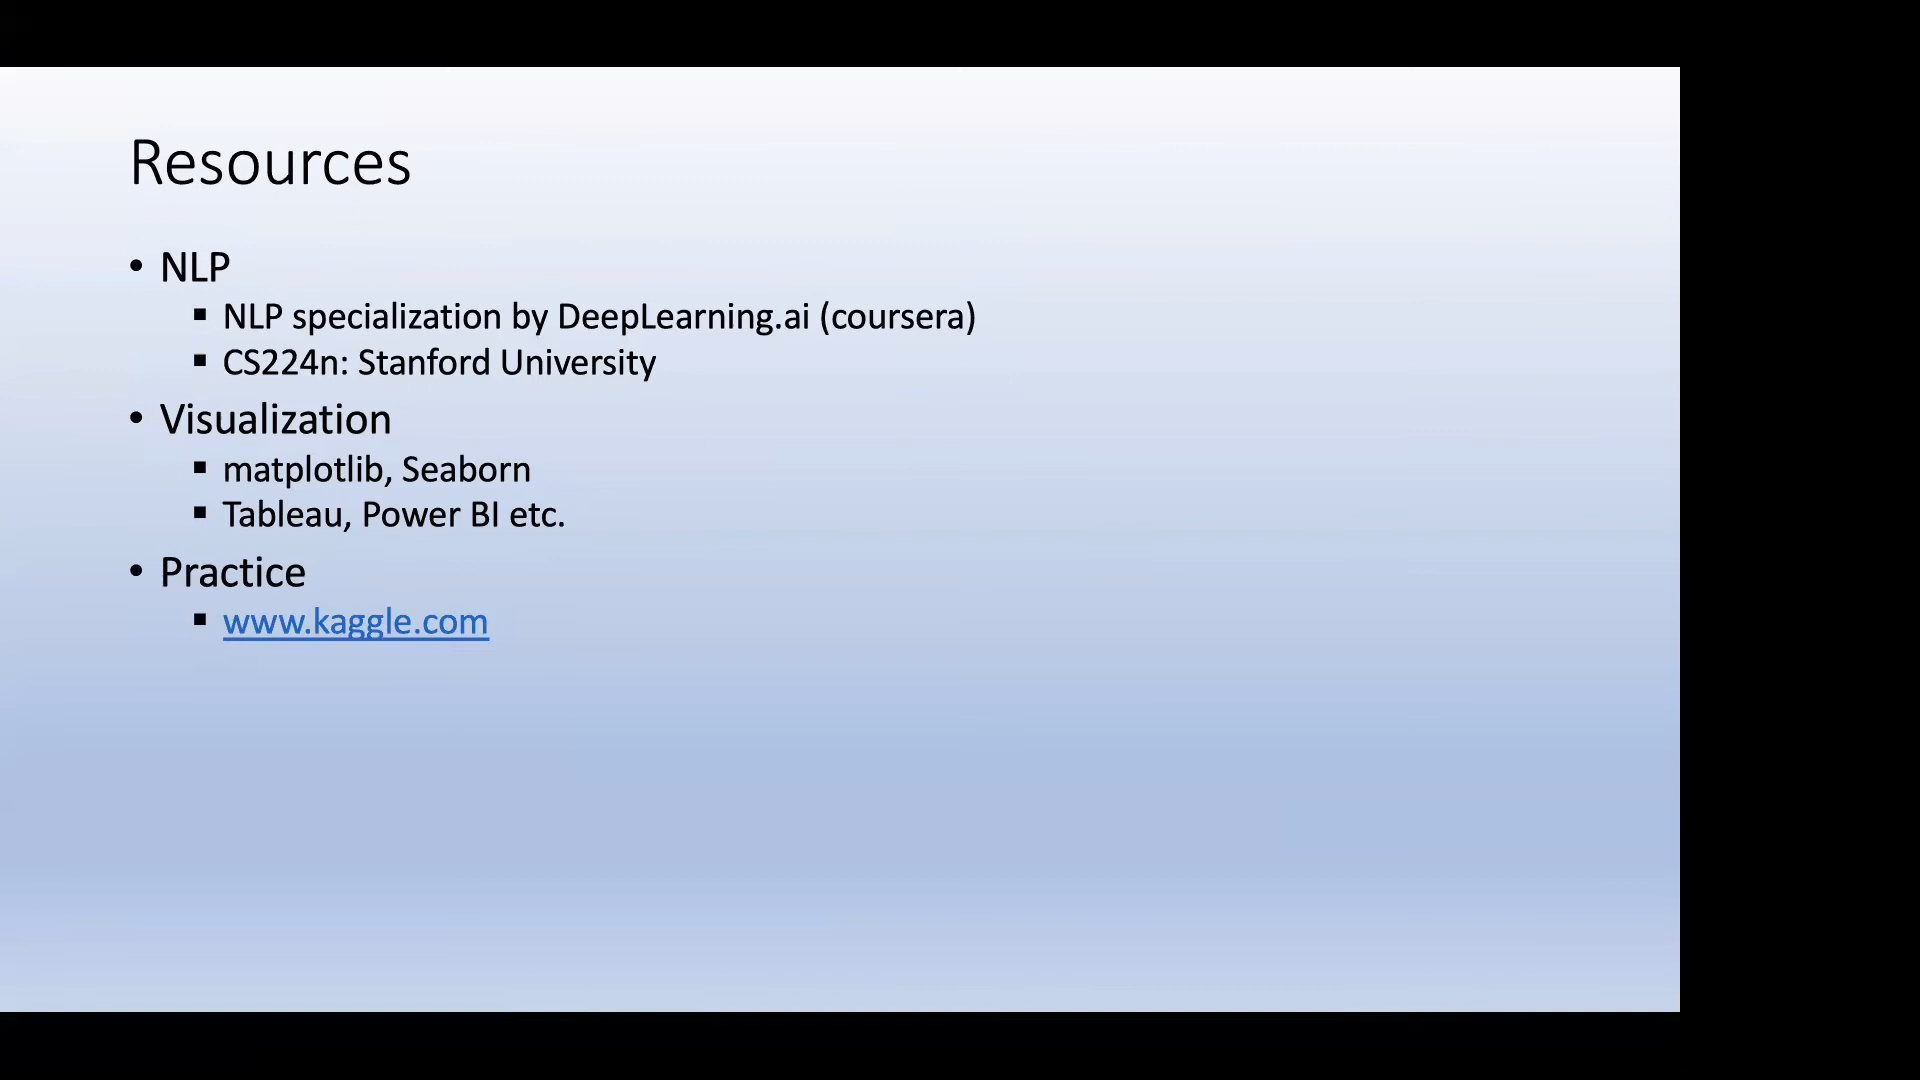 Resources
• NLP
▪ NLP specialization by DeepLearning.ai (coursera)
▪ CS224n: Stanford University
• Visualization
▪ matplotlib, Seaborn
▪ Tableau, Power BI etc.
• Practice
▪ www.kaggle.com